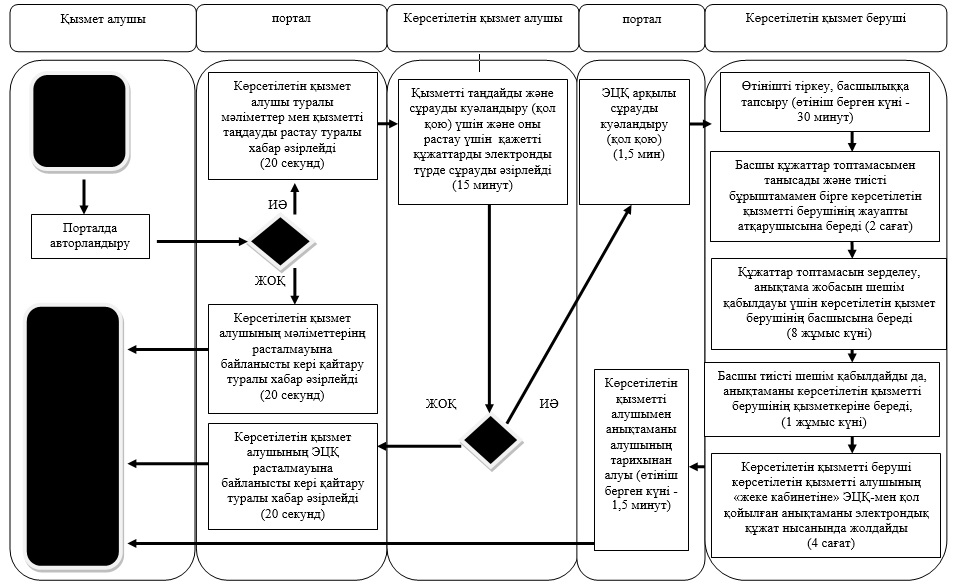 Қызмет алушы
портал
Көрсетілетін қызмет алушы
портал
Көрсетілетін қызмет беруші
Порталда
авторландыру
Көрсетілетін қызмет
алушы туралы
мәліметтер мен қызметті
таңдауды растау туралы
хабар әзірлейді
(20 секунд)
ИӘ
ЖОҚ
Көрсетілетін қызмет
алушының мәліметтерінң
расталмауына
байланысты кері қайтару
туралы хабар әзірлейді
(20 секунд)
Көрсетілетін қызмет
алушының ЭЦҚ
расталмауына
байланысты кері қайтару
туралы хабар әзірлейді
(20 секунд)
Қызметті таңдайды және
сұрауды куәландыру (қол
қою) үшін және оны
растау үшін қажетті
құжаттарды электронды
түрде сұрауды әзірлейді
(15 минут)
ЖОҚ
ИӘ
ЭЦҚ арқылы
сұрауды
куәландыру
(қол қою)
(1,5 мин)
Көрсетілетін
қызметті
алушымен
анықтаманы
алушының
тарихынан
алуы (өтініш
берген күні -
1,5 минут)
Өтінішті тіркеу, басшылыққа
тапсыру (өтініш берген күні -
30 минут)
Басшы құжаттар топтамасымен
танысады және тиісті
бұрыштамамен бірге көрсетілетін
қызметті берушінің жауапты
атқарушысына береді (2 сағат)
Құжаттар топтамасын зерделеу,
анықтама жобасын шешім
қабылдауы үшін көрсетілетін қызмет
берушінің басшысына береді
(8 жұмыс күні)
Басшы тиісті шешім қабылдайды да,
анықтаманы көрсетілетін қызметті
берушінің қызметкеріне береді,
(1 жұмыс күні)
Көрсетілетін қызметті беруші
көрсетілетін қызметті алушының
«жеке кабинетіне» ЭЦҚ-мен қол
қойылған анықтаманы электрондық
құжат нысанында жолдайды
(4 сағат)